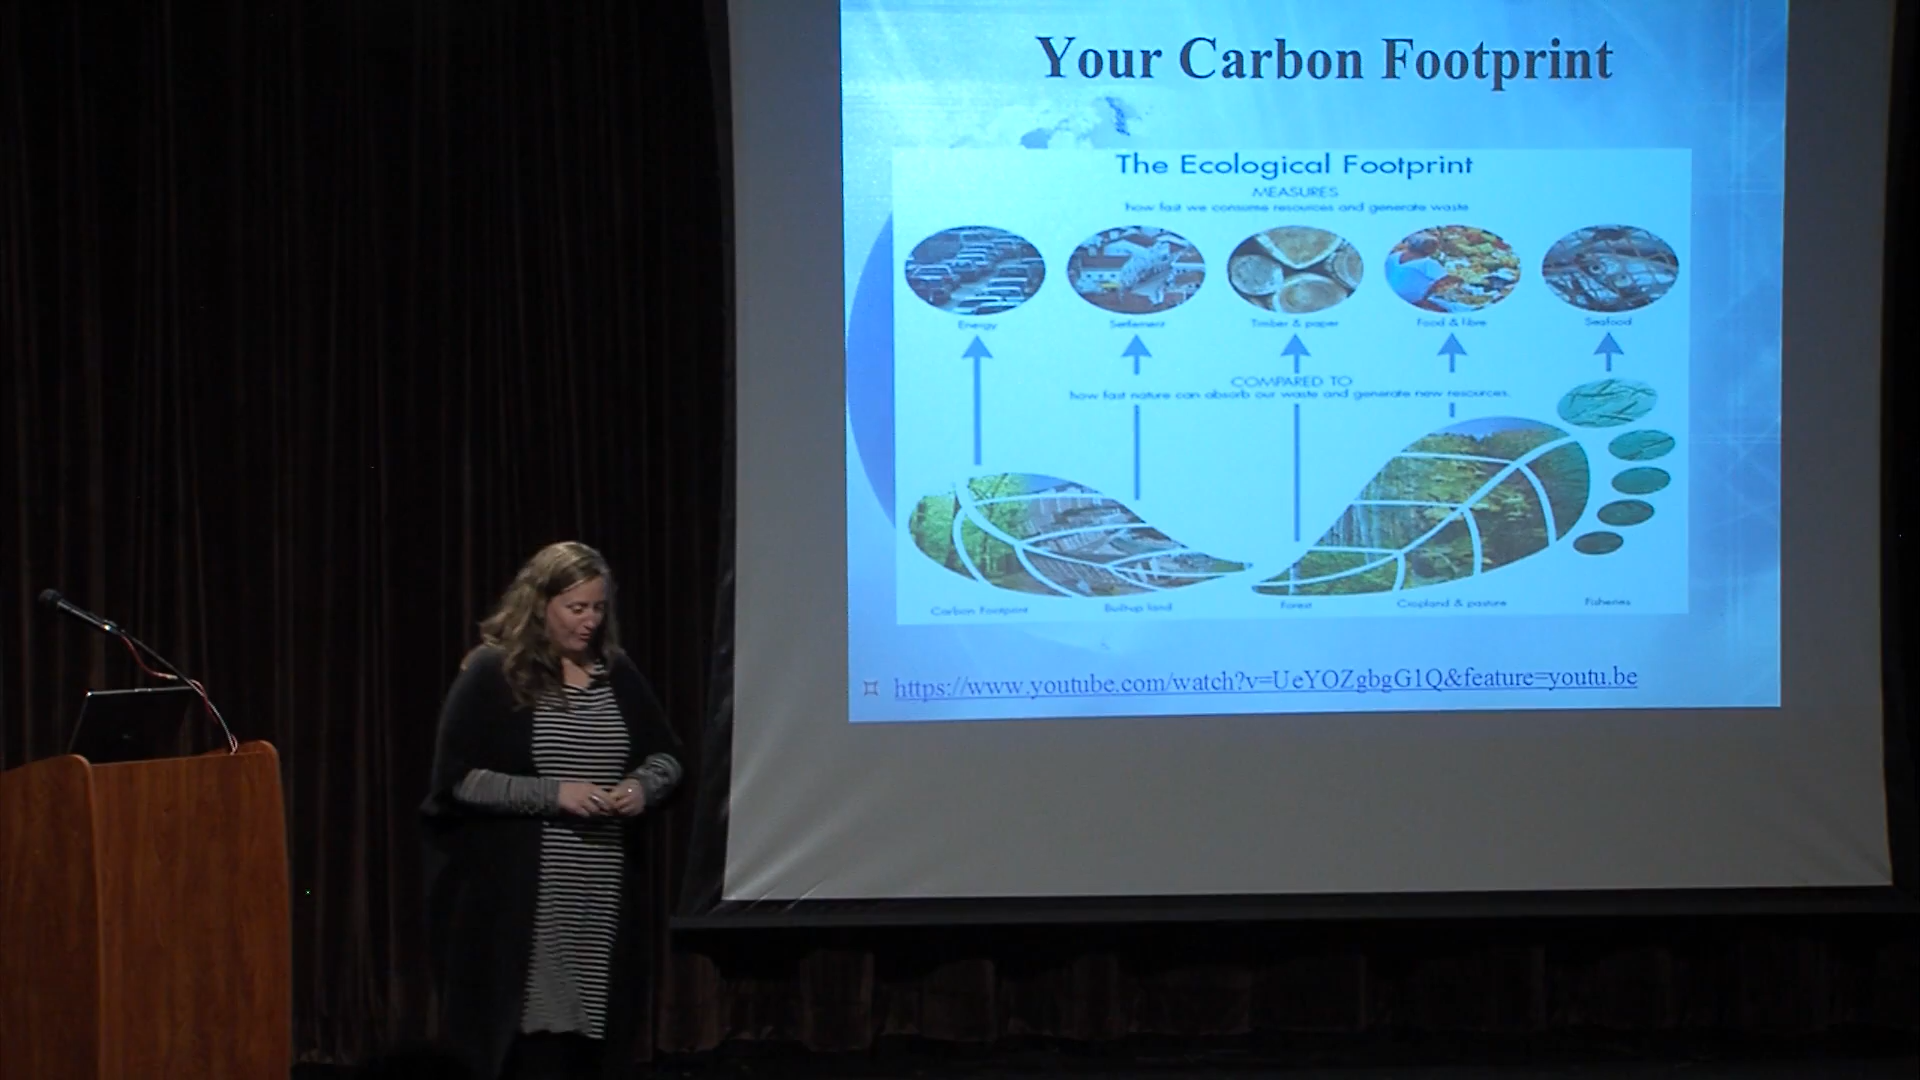 Your Carbon Footprint
The Ecological Footprint
MEASURES
how fast we consume resources and generate waste
Energy
Settlement
Timber & paper
Food & fibre
Seafood
COMPARED TO
how fast nature can absorb our waste and generate new resources.
Carbon Footprint
Built-up land
Forest
Cropland & pasture
Fisheries
https://www.youtube.com/watch?v=UeYOZgbgG1Q&feature=youtu.be